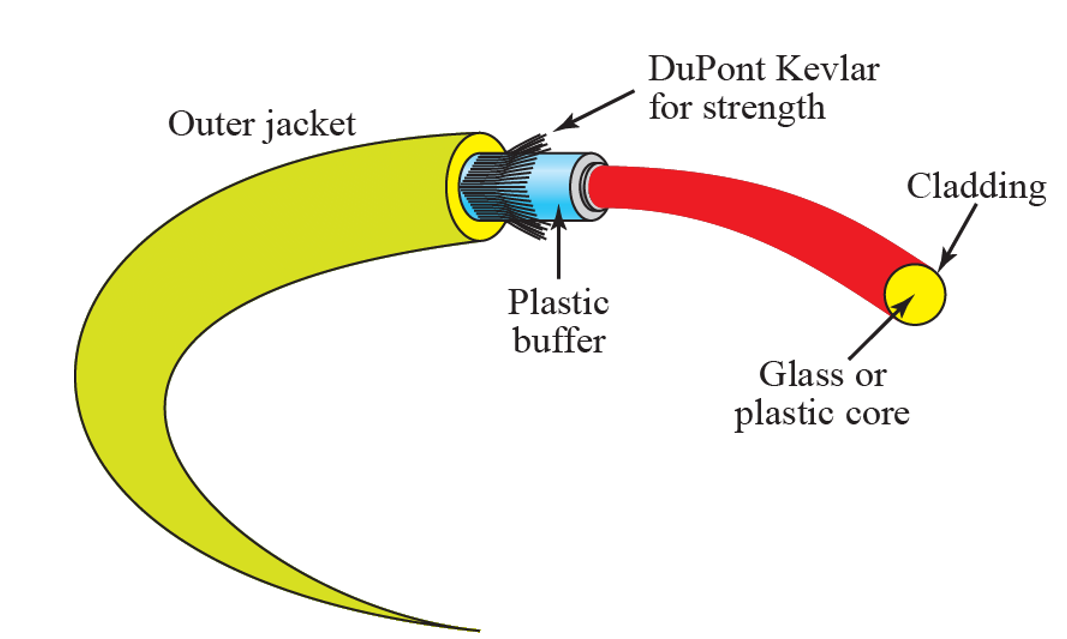 DuPont Kevlar
for strength
Outer jacket
Cladding
Plastic
buffer
Glass or
plastic core